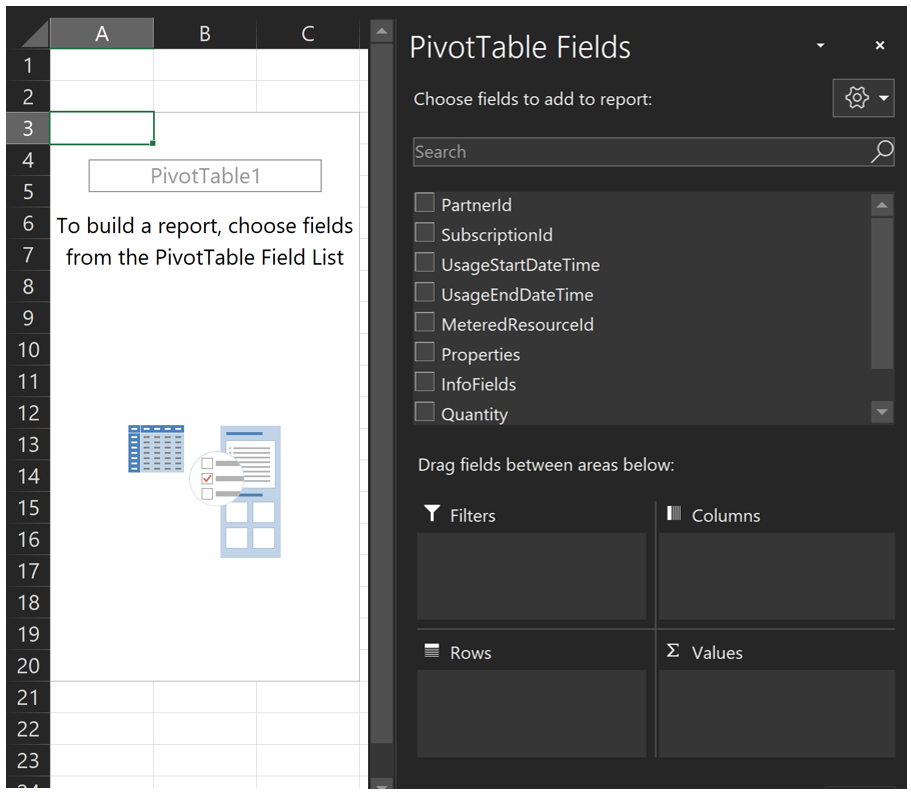 A B C
1
2
3
4
5
6
7
8
9
10
11
12
13
14
15
16
17
18
19
20
21
22
23
24
PivotTable1
To build a report, choose fields
from the PivotTable Field List
PivotTable Fields
Choose fields to add to report:
Search
PartnerId
SubscriptionId
UsageStartDateTime
UsageEndDateTime
MeteredResourceId
Properties
InfoFields
Quantity
Drag fields between areas below:
Filters
Columns
Rows
Σ Values